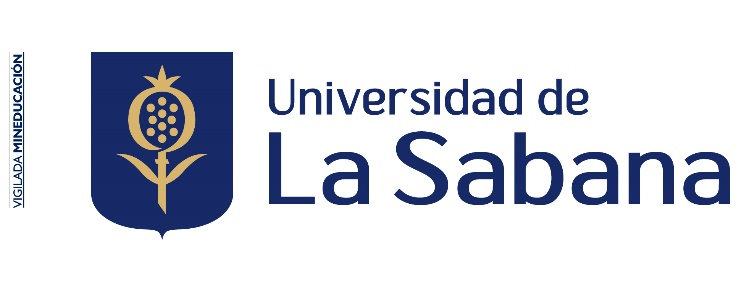 VIGILADA MINEDUCACIÓN
Universidad de
La Sabana